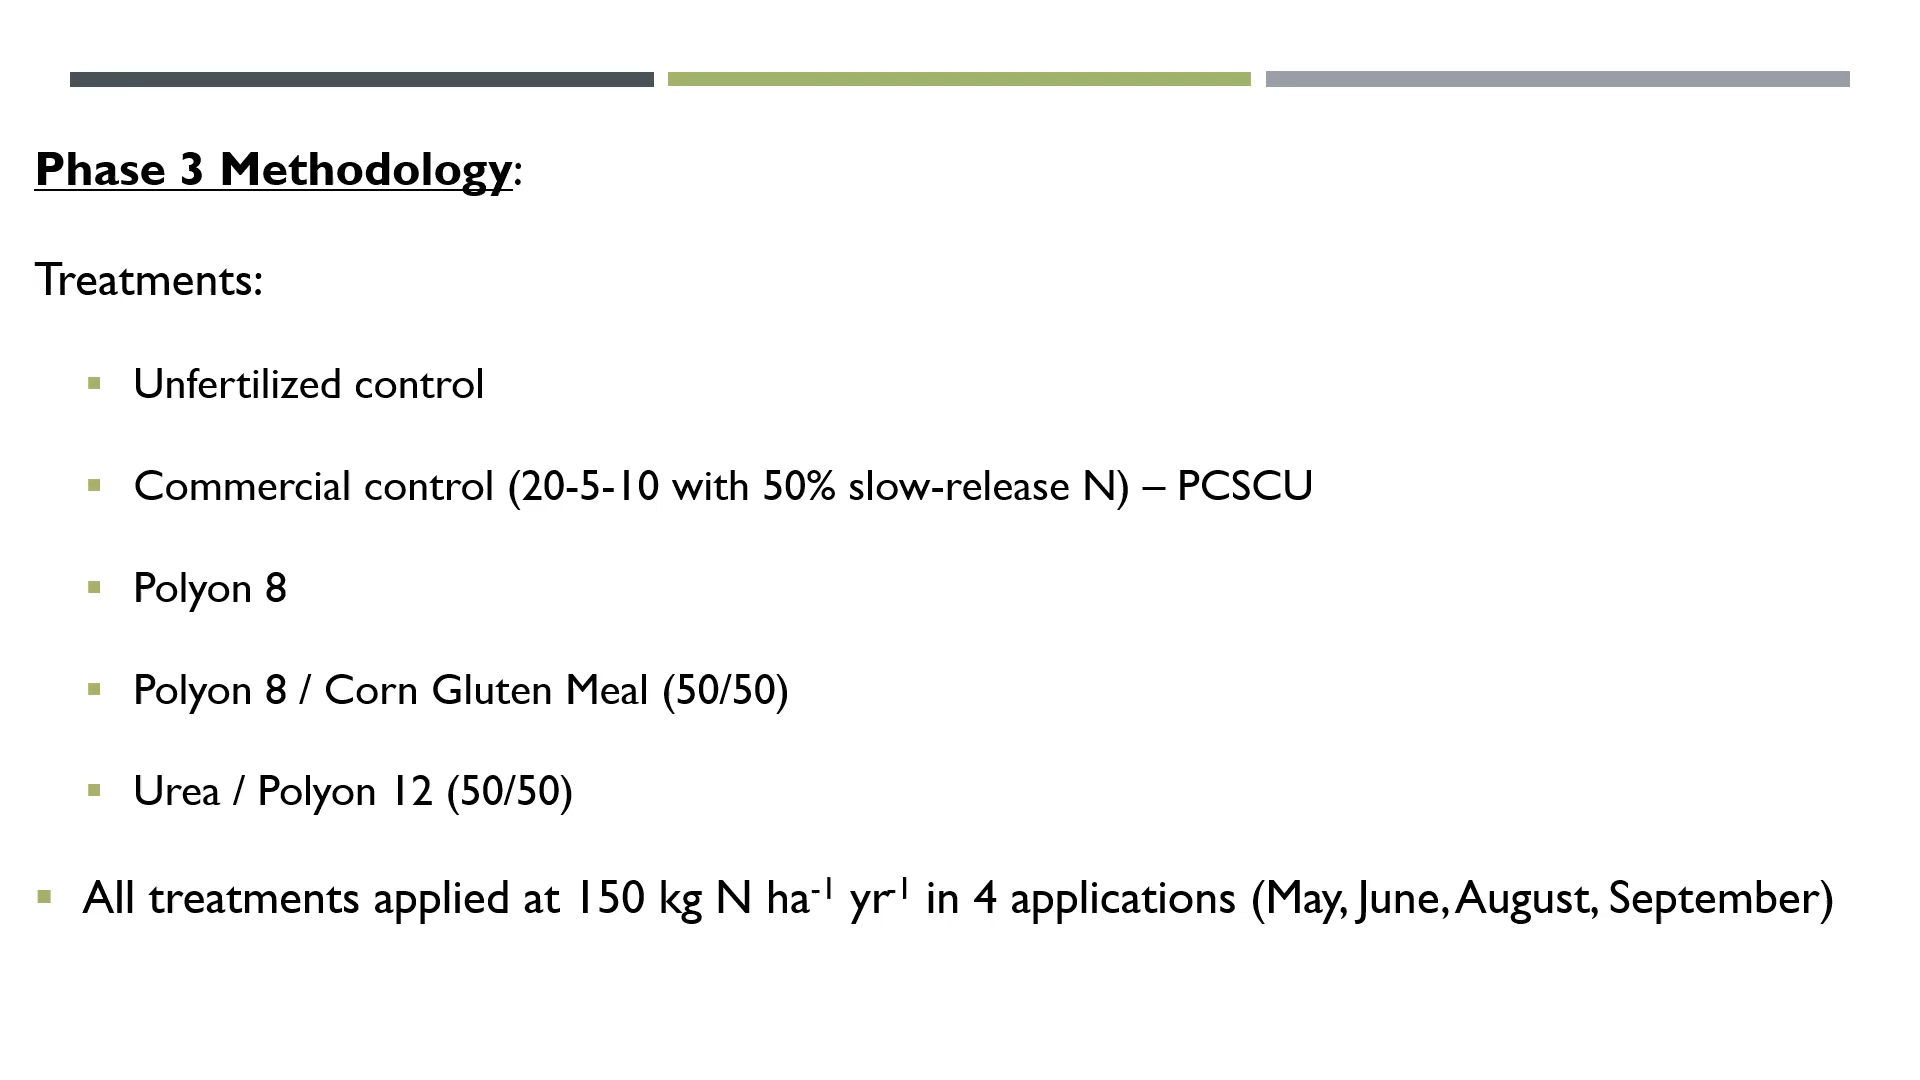 Phase 3 Methodology:
Treatments:
▪ Unfertilized control
▪ Commercial control (20-5-10 with 50% slow-release N) – PCSCU
▪ Polyon 8
▪ Polyon 8 / Corn Gluten Meal (50/50)
▪ Urea / Polyon 12 (50/50)
▪ All treatments applied at 150 kg N ha⁻¹ yr⁻¹ in 4 applications (May, June, August, September)